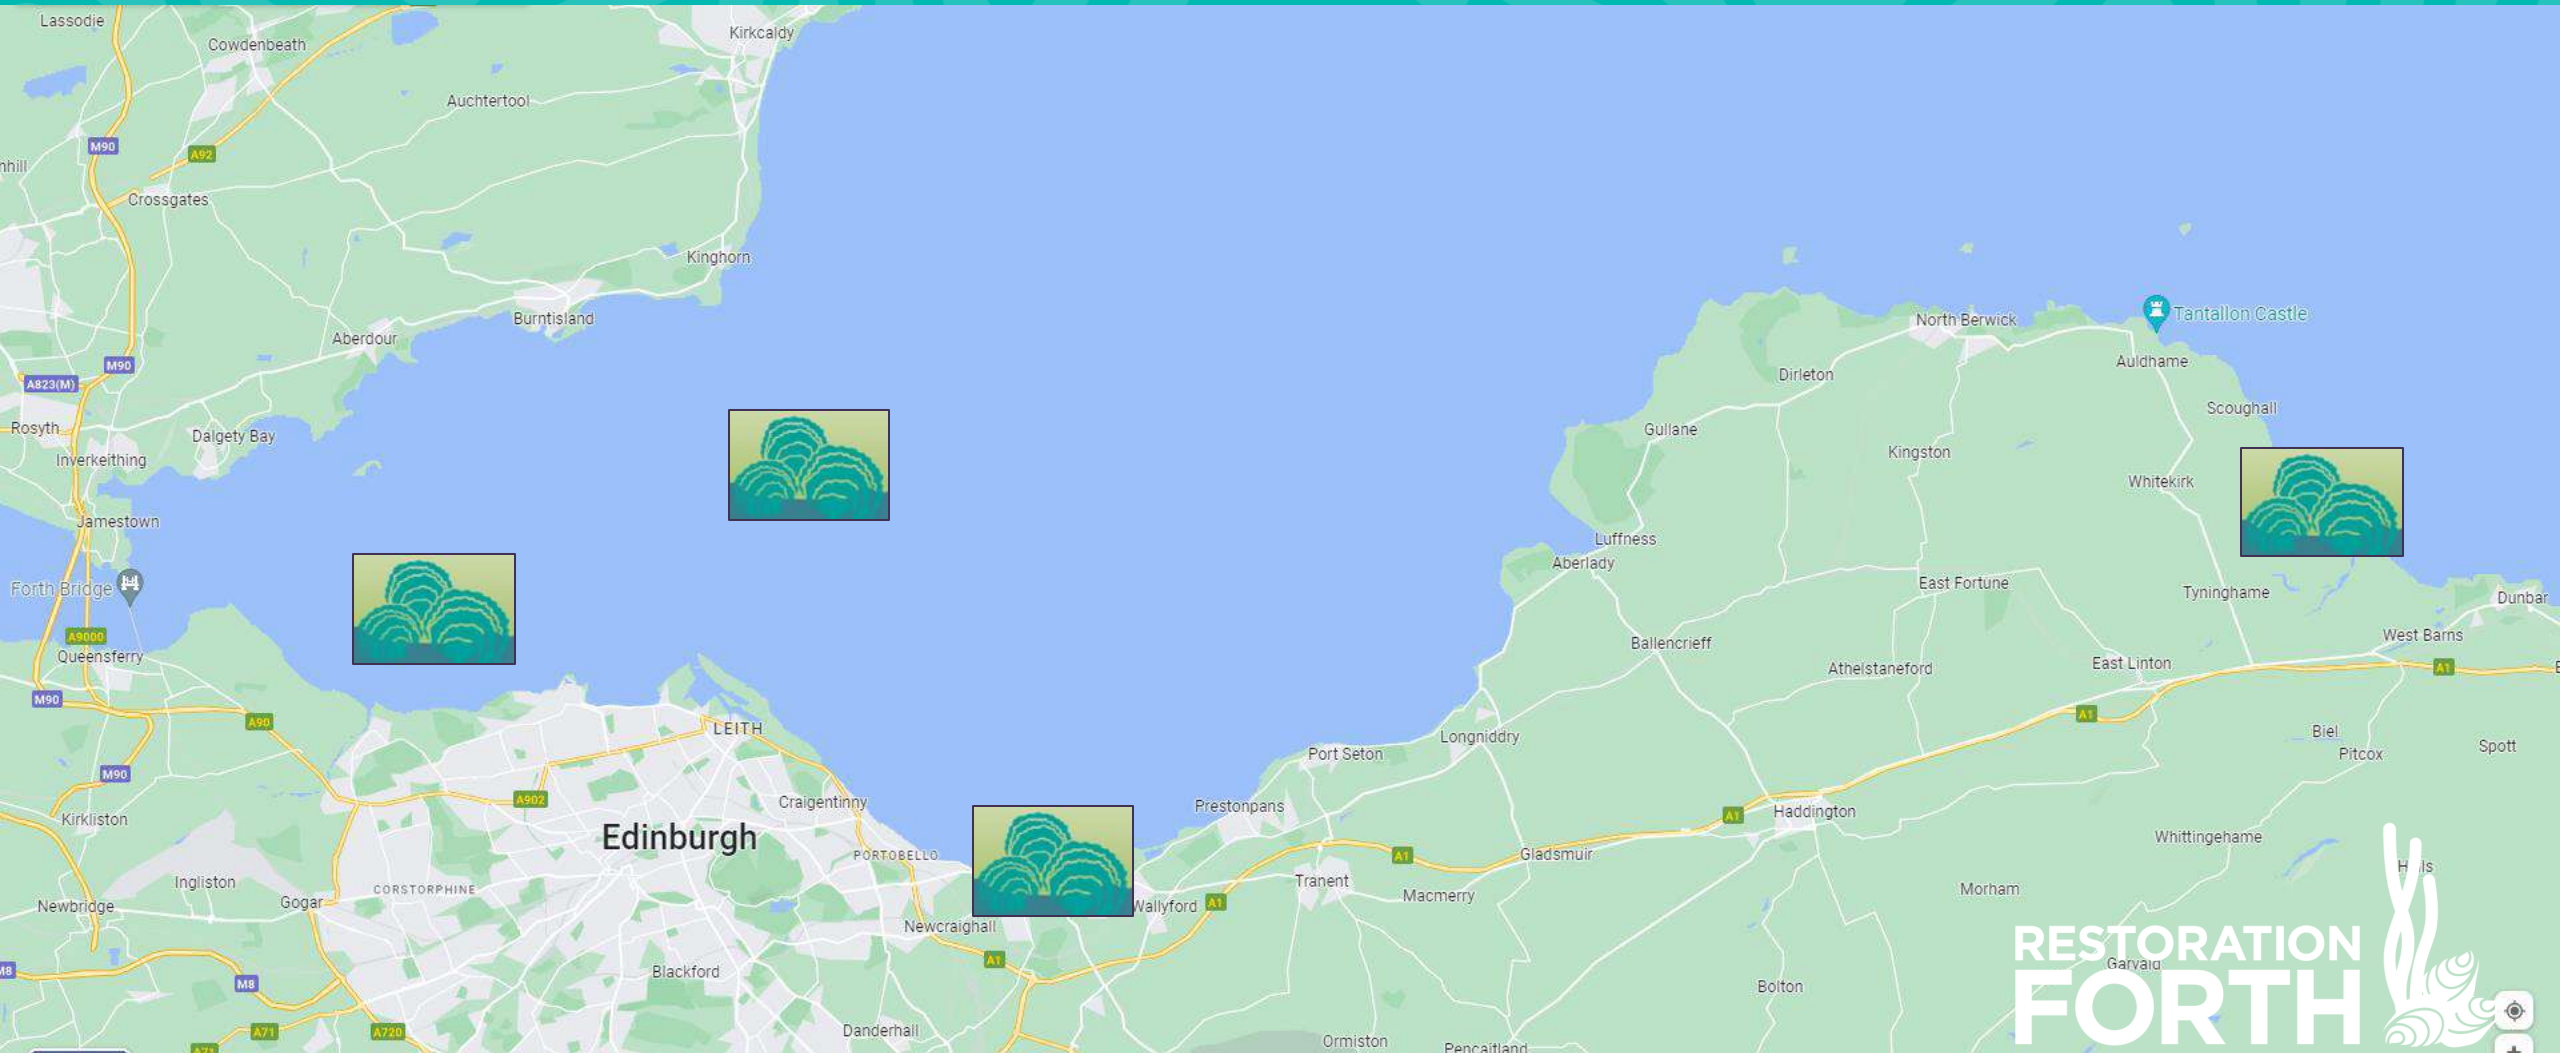 Lassodie
Kirkcaldy
Cowdenbeath
Auchtertool
M90
A92
nhill
Crossgates
Kinghorn
Burntisland
Aberdour
M90
A823(M)
Rosyth
Dalgety Bay
Inverkeithing
Jamestown
Forth Bridge
A9000
Queensferry
M90
A90
M90
Kirkliston
Ingliston
Newbridge
Gogar
CORSTORPHINE
M8
M8
A71
A71
A720
A902
Edinburgh
LEITH
Craigentinny
PORTOBELLO
Newcraighall
Blackford
Danderhall
A1
Wallyford
A1
Prestonpans
Port Seton
Longniddry
Tranent
A1
Macmerry
Gladsmuir
Ormiston
Pencaitland
North Berwick
Tantallon Castle
Auldhame
Dirleton
Scoughall
Gullane
Kingston
Whitekirk
Luffness
Aberlady
East Fortune
Tyninghame
Dunbar
Ballencrieff
West Barns
Athelstaneford
East Linton
A1
A1
Biel
Pitcox
Spott
Haddington
A1
Whittingehame
Morham
Bolton
Garvald
RESTORATION
FORTH